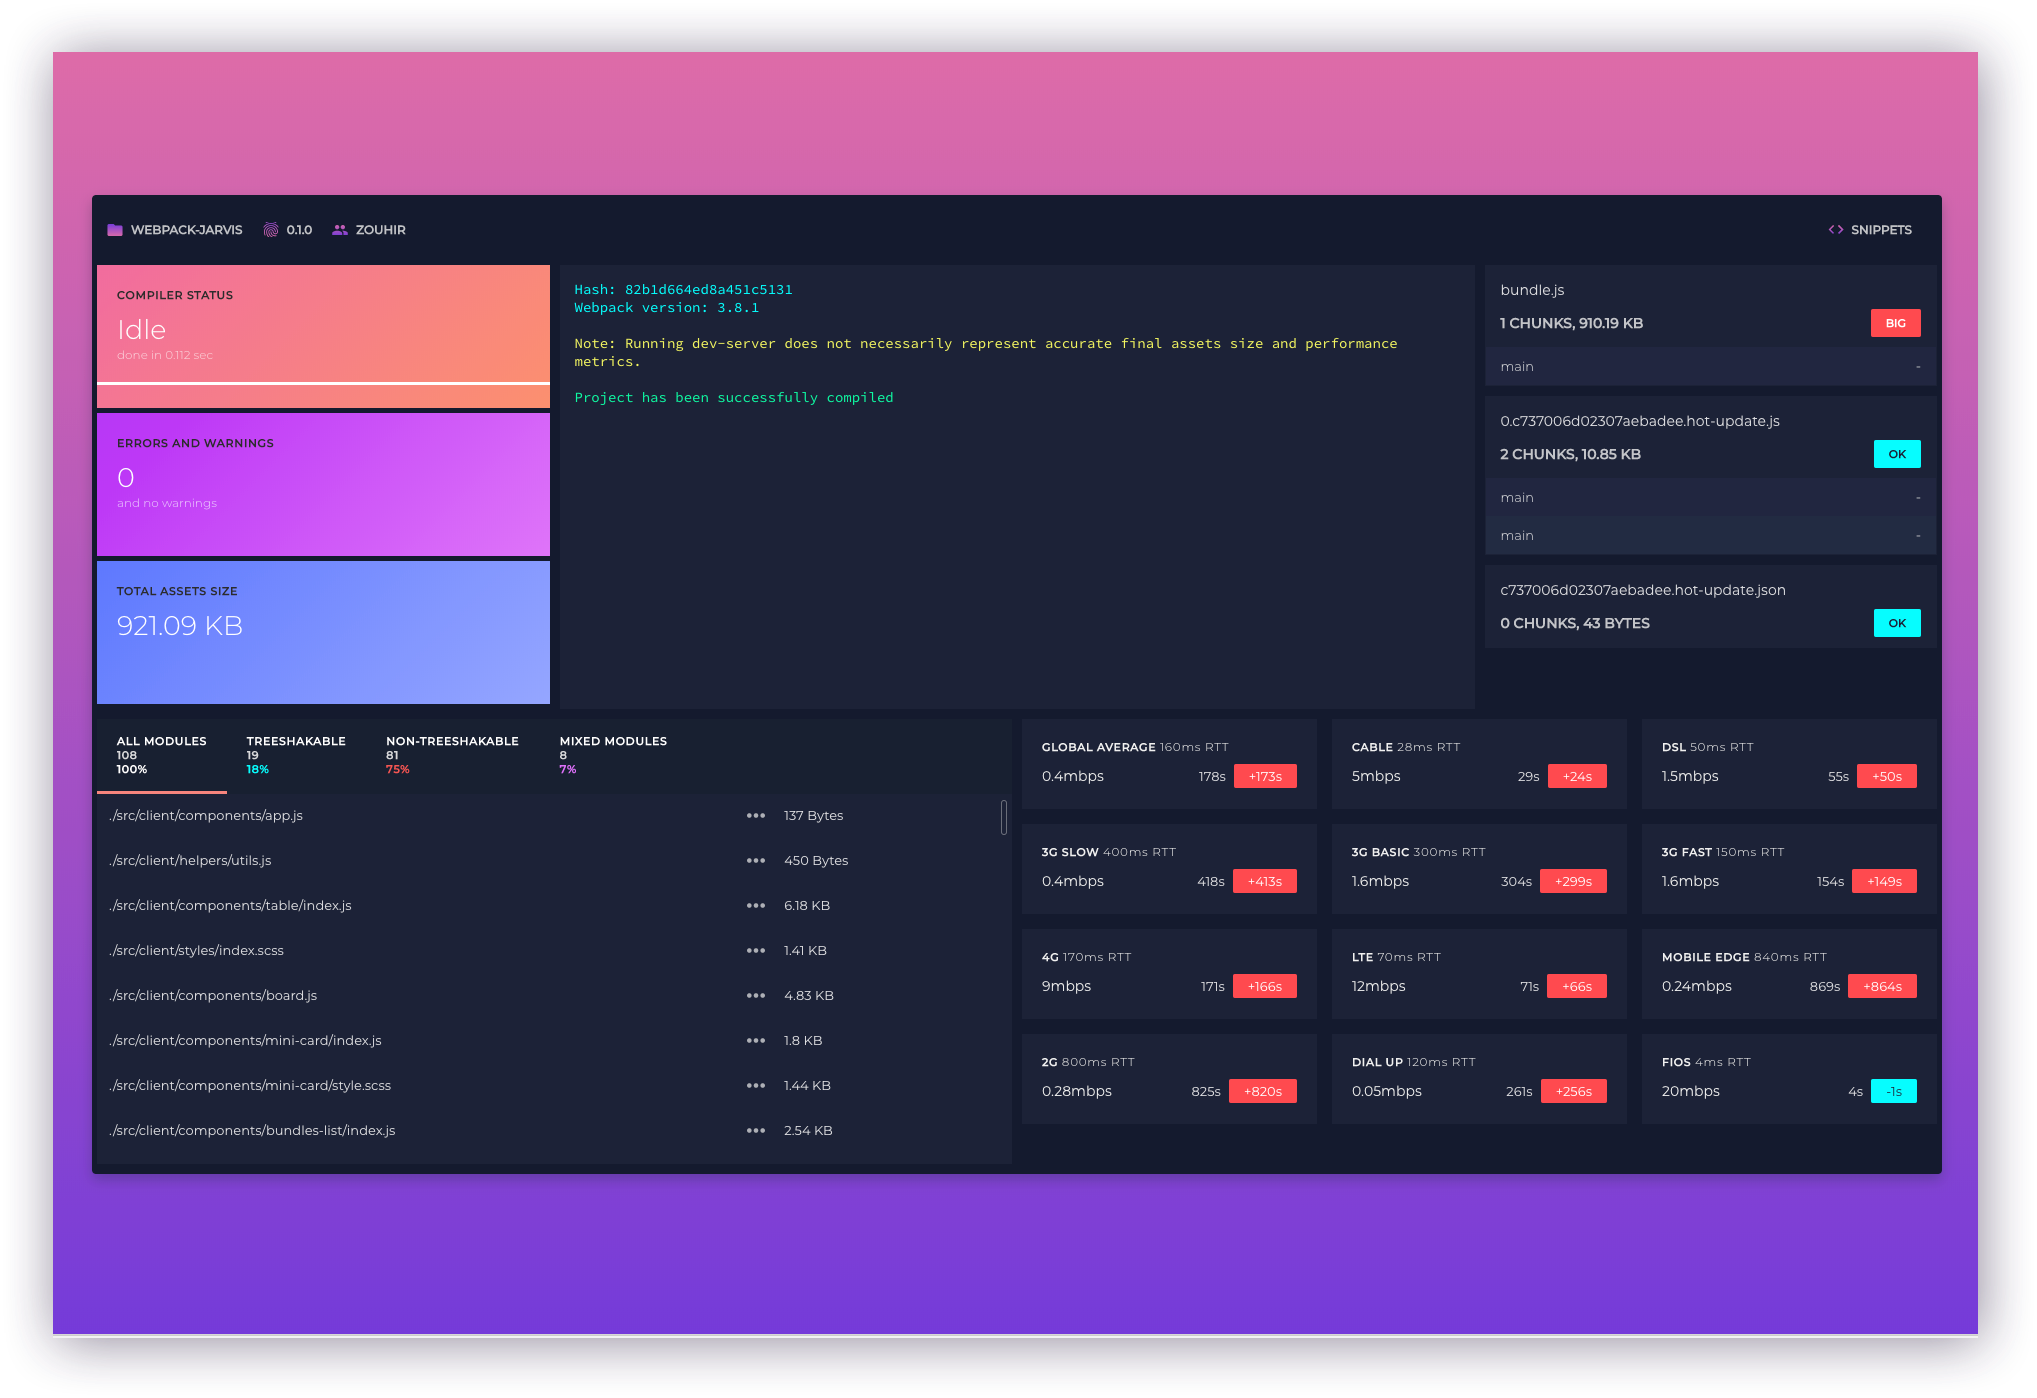 WEBPACK-JARVIS 0.1.0 ZOUHIR SNIPPETS
COMPILER STATUS
Idle
done in 0.112 sec
ERRORS AND WARNINGS
0
and no warnings
TOTAL ASSETS SIZE
921.09 KB
Hash: 82b1d664ed8a451c5131
Webpack version: 3.8.1
Note: Running dev-server does not necessarily represent accurate final assets size and performance
metrics.
Project has been successfully compiled
bundle.js
1 CHUNKS, 910.19 KB BIG
main -
0.c737006d02307aebadee.hot-update.js
2 CHUNKS, 10.85 KB OK
main -
main -
c737006d02307aebadee.hot-update.json
0 CHUNKS, 43 BYTES OK
ALL MODULES TREESHAKABLE NON-TREESHAKABLE MIXED MODULES
108 19 81 8
100% 18% 75% 7%
./src/client/components/app.js ••• 137 Bytes
./src/client/helpers/utils.js ••• 450 Bytes
./src/client/components/table/index.js ••• 6.18 KB
./src/client/styles/index.scss ••• 1.41 KB
./src/client/components/board.js ••• 4.83 KB
./src/client/components/mini-card/index.js ••• 1.8 KB
./src/client/components/mini-card/style.scss ••• 1.44 KB
./src/client/components/bundles-list/index.js ••• 2.54 KB
GLOBAL AVERAGE 160ms RTT
0.4mbps 178s +173s
CABLE 28ms RTT
5mbps 29s +24s
DSL 50ms RTT
1.5mbps 55s +50s
3G SLOW 400ms RTT
0.4mbps 418s +413s
3G BASIC 300ms RTT
1.6mbps 304s +299s
3G FAST 150ms RTT
1.6mbps 154s +149s
4G 170ms RTT
9mbps 171s +166s
LTE 70ms RTT
12mbps 71s +66s
MOBILE EDGE 840ms RTT
0.24mbps 869s +864s
2G 800ms RTT
0.28mbps 825s +820s
DIAL UP 120ms RTT
0.05mbps 261s +256s
FIOS 4ms RTT
20mbps 4s -1s